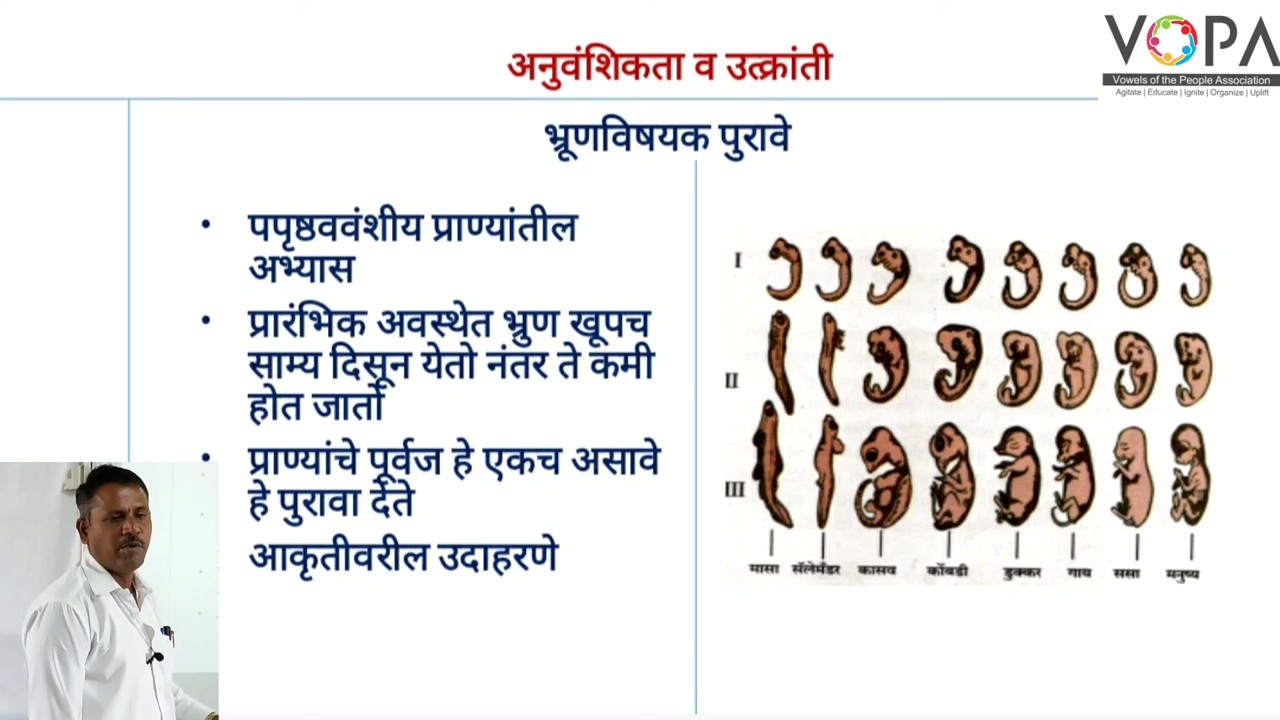 VOPA
Vowels of the People Association
Agitate | Educate | Ignite | Organize | Uplift
अनुवंशिकता व उत्क्रांती
भ्रूणविषयक पुरावे
• पपृष्ठववंशीय प्राण्यांतील
अभ्यास
• प्रारंभिक अवस्थेत भ्रुण खूपच
साम्य दिसून येतो नंतर ते कमी
होत जातो
• प्राण्यांचे पूर्वज हे एकच असावे
हे पुरावा देते
आकृतीवरील उदाहरणे
I
II
III
मासा सॅलेमँडर कासव कोंबडी डुक्कर गाय ससा मनुष्य